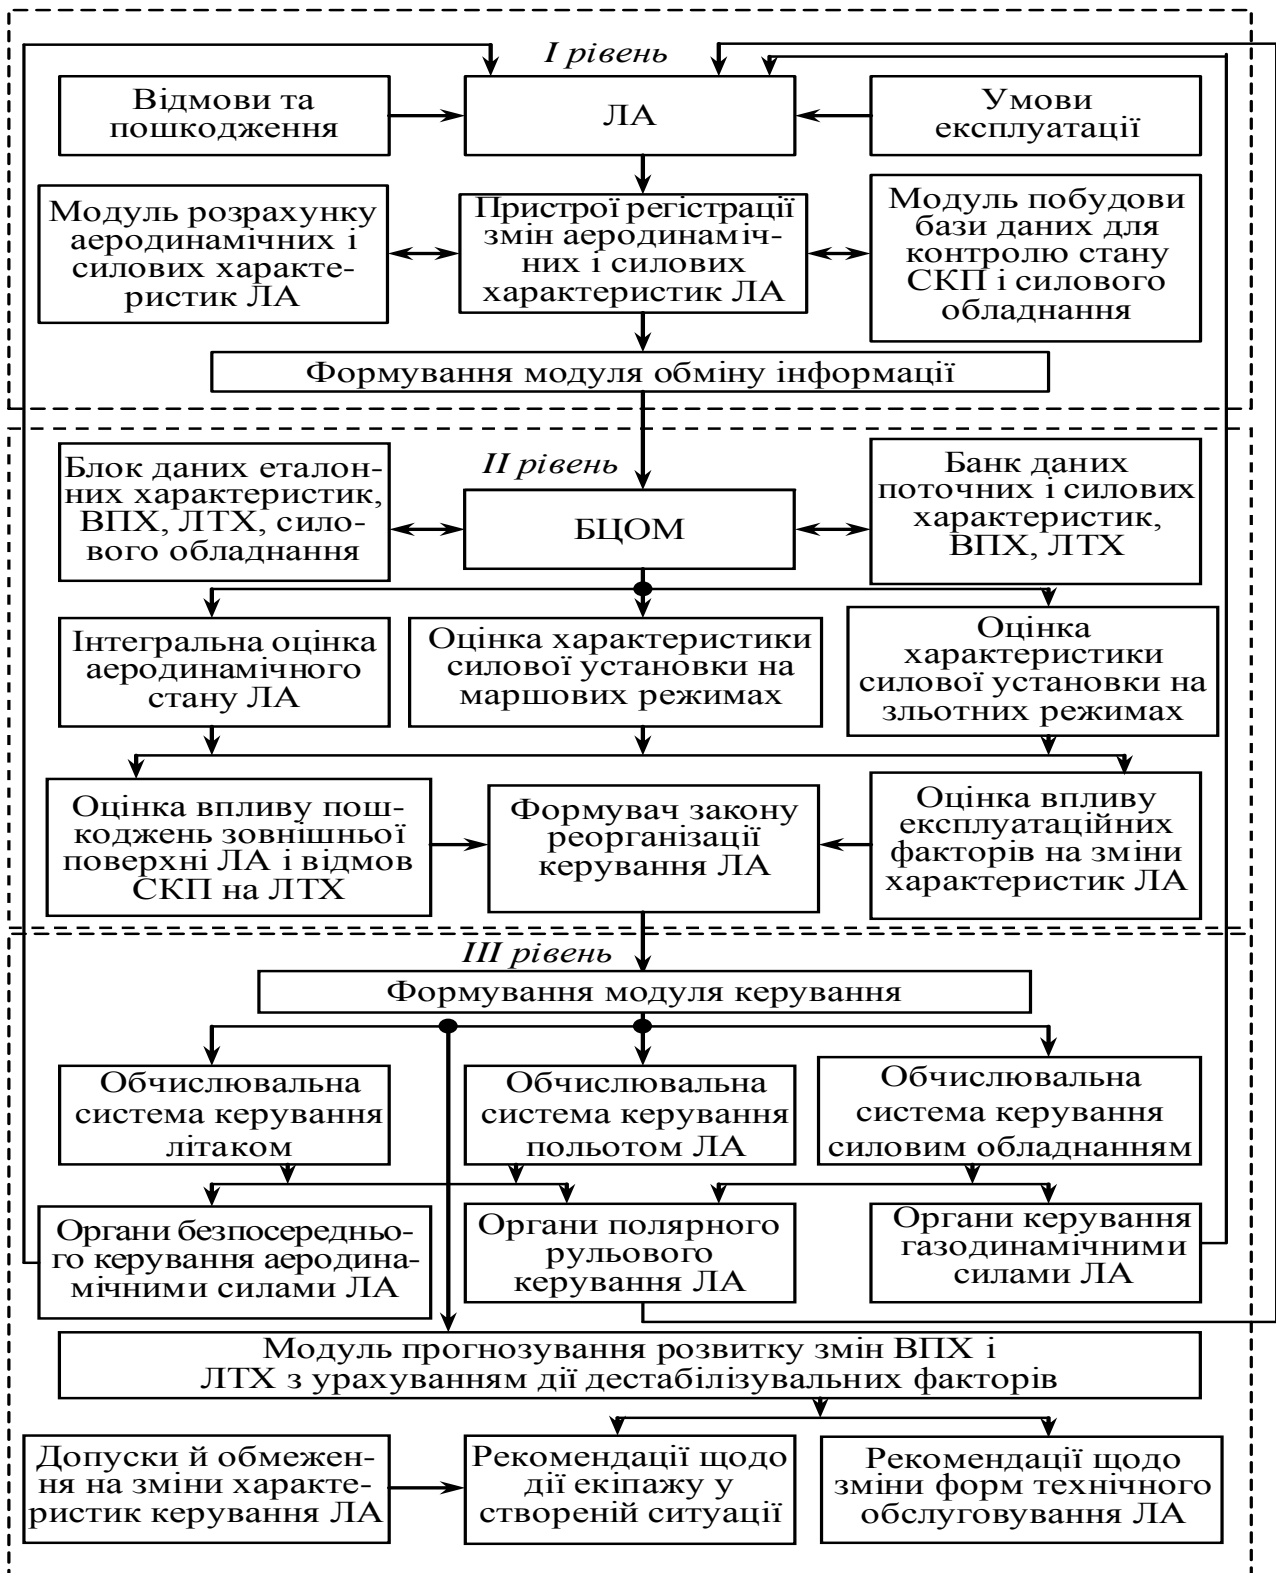 I рівень
Відмови та
пошкодження
ЛА
Умови
експлуатації
Модуль розрахунку
аеродинамічних і
силових характе-
ристик ЛА
Пристрої регістрації
змін аеродинаміч-
них і силових
характеристик ЛА
Модуль побудови
бази даних для
контролю стану
СКП і силового
обладнання
Формування модуля обміну інформації
II рівень
Блок даних еталон-
них характеристик,
ВПХ, ЛТХ, сило-
вого обладнання
БЦОМ
Банк даних
поточних і силових
характеристик,
ВПХ, ЛТХ
Інтегральна оцінка
аеродинамічного
стану ЛА
Оцінка характеристики
силової установки на
маршових режимах
Оцінка
характеристики
силової установки на
зльотних режимах
Оцінка впливу пош-
коджень зовнішньої
поверхні ЛА і відмов
СКП на ЛТХ
Формувач закону
реорганізації
керування ЛА
Оцінка впливу
експлуатаційних
факторів на зміни
характеристик ЛА
III рівень
Формування модуля керування
Обчислювальна
система керування
літаком
Обчислювальна
система керування
польотом ЛА
Обчислювальна
система керування
силовим обладнанням
Органи безпосередньо-
го керування аеродина-
мічними силами ЛА
Органи полярного
рульового
керування ЛА
Органи керування
газодинамічними
силами ЛА
Модуль прогнозування розвитку змін ВПХ і
ЛТХ з урахуванням дії дестабілізувальних факторів
Допуски й обмежен-
ня на зміни характе-
ристик керування ЛА
Рекомендації щодо
дії екіпажу у
створеній ситуації
Рекомендації щодо
зміни форм технічного
обслуговування ЛА